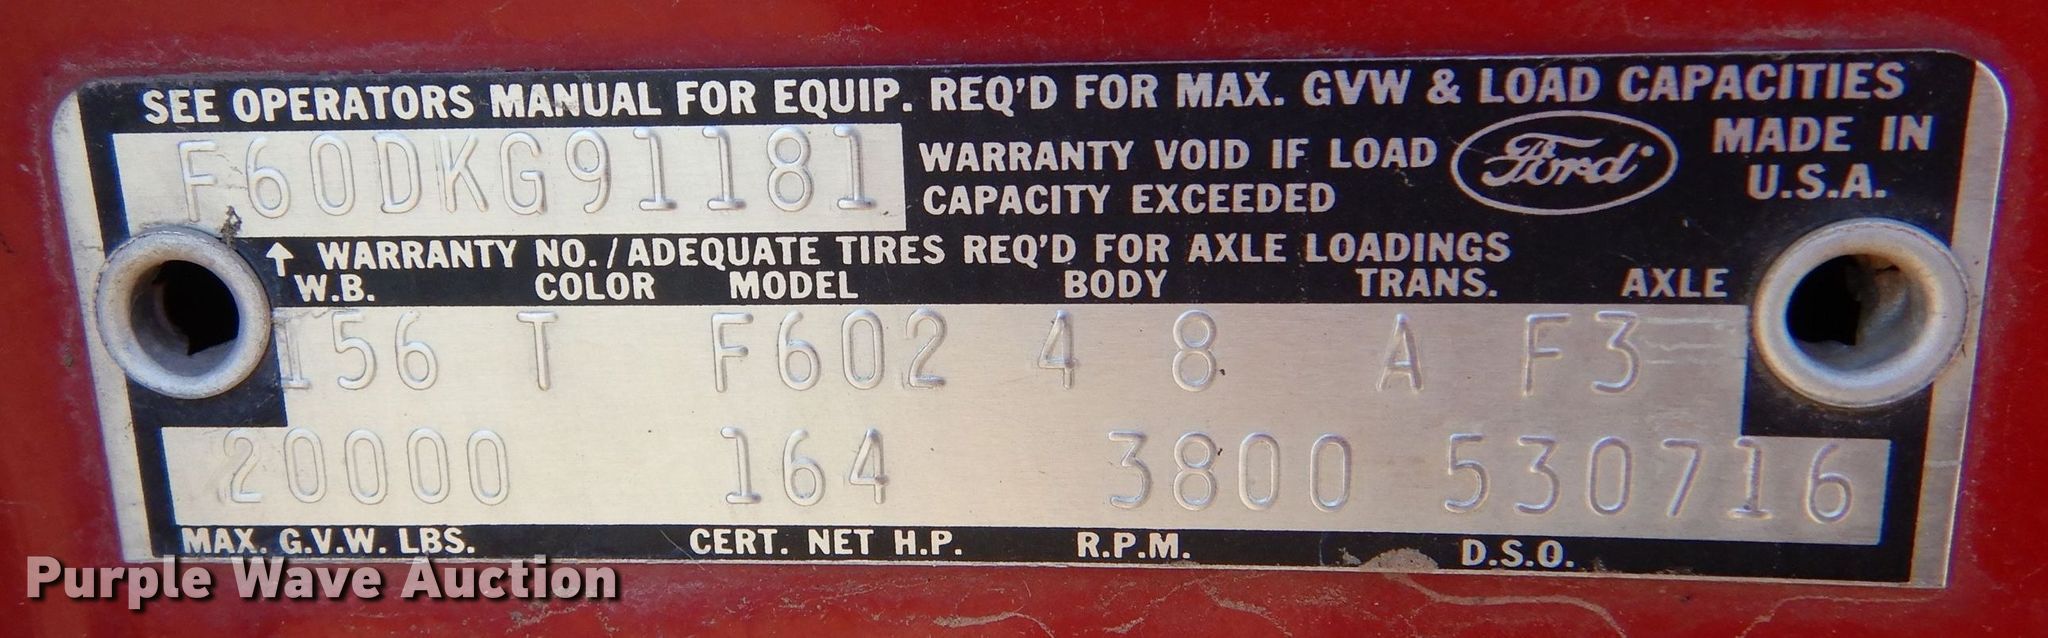 SEE OPERATORS MANUAL FOR EQUIP. REQ'D FOR MAX. GVW & LOAD CAPACITIES
F60DKG91181
WARRANTY VOID IF LOAD
CAPACITY EXCEEDED
Ford
MADE IN
U.S.A.
↑ WARRANTY NO./ADEQUATE TIRES REQ'D FOR AXLE LOADINGS
W.B. COLOR MODEL BODY TRANS. AXLE
156 T F602 48 A F3
20000 164 3800 530716
MAX. G.V.W. LBS. CERT. NET H.P. R.P.M. D.S.O.
Purple Wave Auction